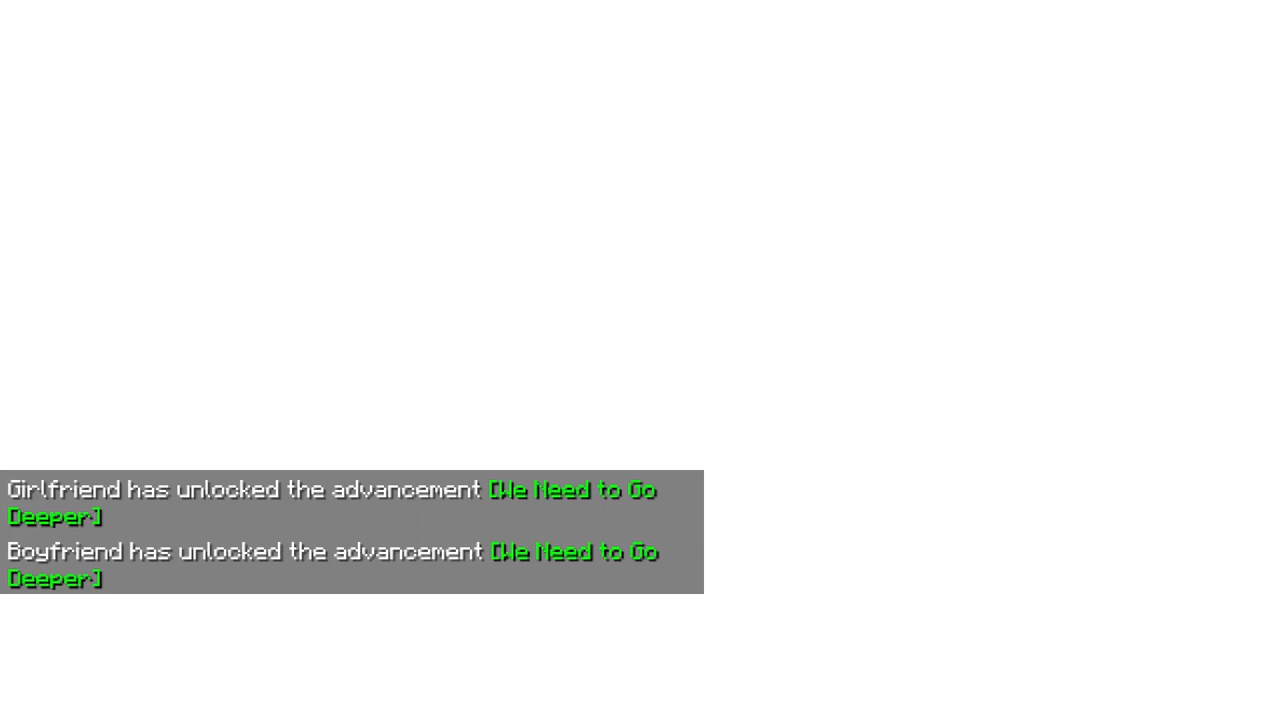 Girlfriend has unlocked the advancement [We Need to Go
Deeper]
Boyfriend has unlocked the advancement [We Need to Go
Deeper]